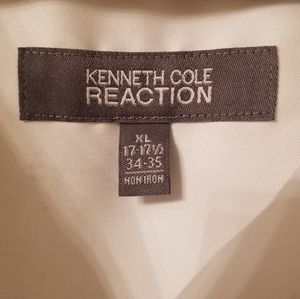 KENNETH COLE
REACTION
XL
17-17½
34-35
NON IRON